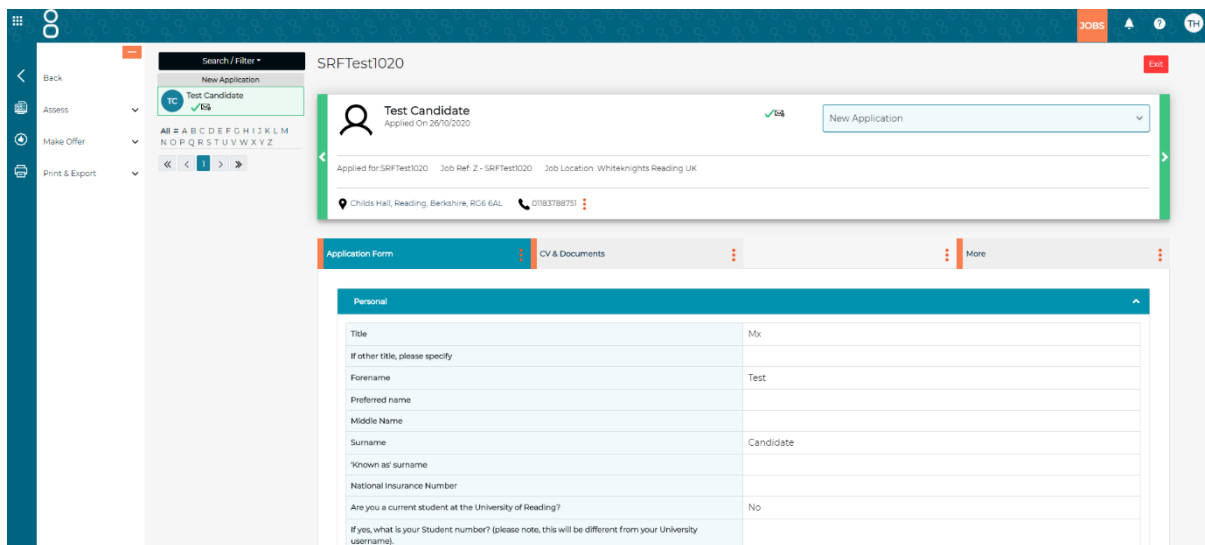 JOBS
?
TH
Back
Assess
Make Offer
Print & Export
Search / Filter
New Application
TC
Test Candidate
All # A B C D E F G H I J K L M
N O P Q R S T U V W X Y Z
« < 1 > »
SRFTest1020
Exit
Test Candidate
Applied On 26/10/2020
New Application
Applied for:SRFTest1020 Job Ref: Z - SRFTest1020 Job Location: Whiteknights Reading UK
Childs Hall, Reading, Berkshire, RG6 6AL 01183788751
Application Form
CV & Documents
More
Personal
Title Mx
If other title, please specify
Forename Test
Preferred name
Middle Name
Surname Candidate
'Known as' surname
National Insurance Number
Are you a current student at the University of Reading? No
If yes, what is your Student number? (please note, this will be different from your University
username).